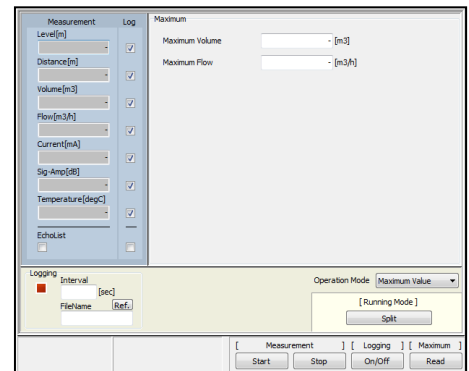 Measurement Log
Level[m]
-
Distance[m]
-
Volume[m3]
-
Flow[m3/h]
-
Current[mA]
-
Sig-Amp[dB]
-
Temperature[degC]
-
EchoList
Maximum
Maximum Volume - [m3]
Maximum Flow - [m3/h]
Logging
Interval
[sec]
FileName Ref.
Operation Mode Maximum Value
[ Running Mode ]
Split
[ Measurement ] [ Logging ] [ Maximum ]
Start Stop On/Off Read